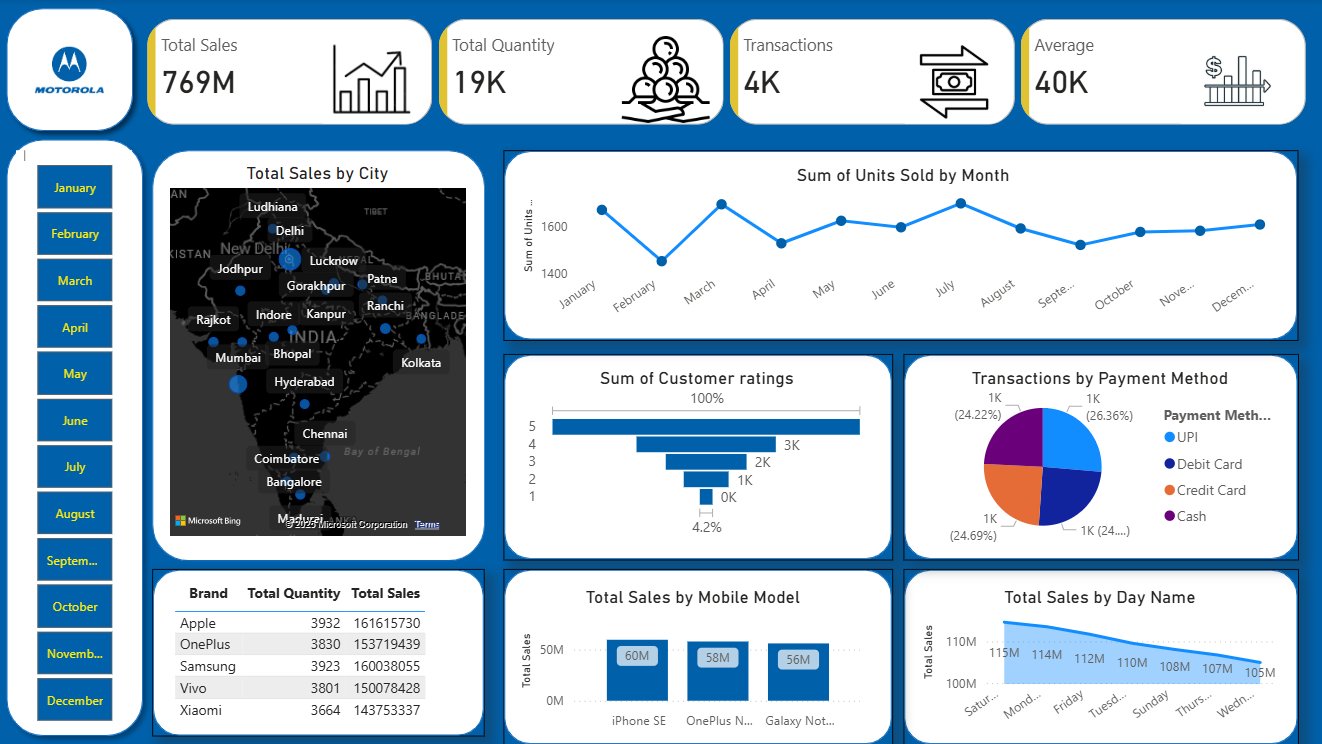 MOTOROLA
Total Sales
769M
Total Quantity
19K
Transactions
4K
Average
40K
January
February
March
April
May
June
July
August
Septem...
October
Novemb...
December
Total Sales by City
TIBET
Ludhiana
Delhi
New Delhi
KISTAN
Jodhpur
Lucknow
Gorakhpur
Patna
BHUTA
Ranchi
Rajkot
Indore
Kanpur
BANGLADE
INDIA
Mumbai
Bhopal
Kolkata
Hyderabad
Chennai
Bay of Bengal
Coimbatore
Bangalore
Madurai
Microsoft Bing
Microsoft Corporation
Terms
Brand Total Quantity Total Sales
Apple 3932 161615730
OnePlus 3830 153719439
Samsung 3923 160038055
Vivo 3801 150078428
Xiaomi 3664 143753337
Sum of Units Sold by Month
Sum of Units ...
1600
1400
January February March April May June July August Septe... October Nove... Decem...
Sum of Customer ratings
100%
5
4 3K
3 2K
2 1K
1 0K
4.2%
Transactions by Payment Method
1K
(24.22%)
1K
(26.36%)
1K
(24.69%)
1K (24....)
Payment Meth...
UPI
Debit Card
Credit Card
Cash
Total Sales by Mobile Model
Total Sales
50M
0M
60M 58M 56M
iPhone SE OnePlus N... Galaxy Not...
Total Sales by Day Name
Total Sales
110M
100M
115M 114M 112M 110M 108M 107M 105M
Satur... Mond... Friday Tuesd... Sunday Thurs... Wedn...